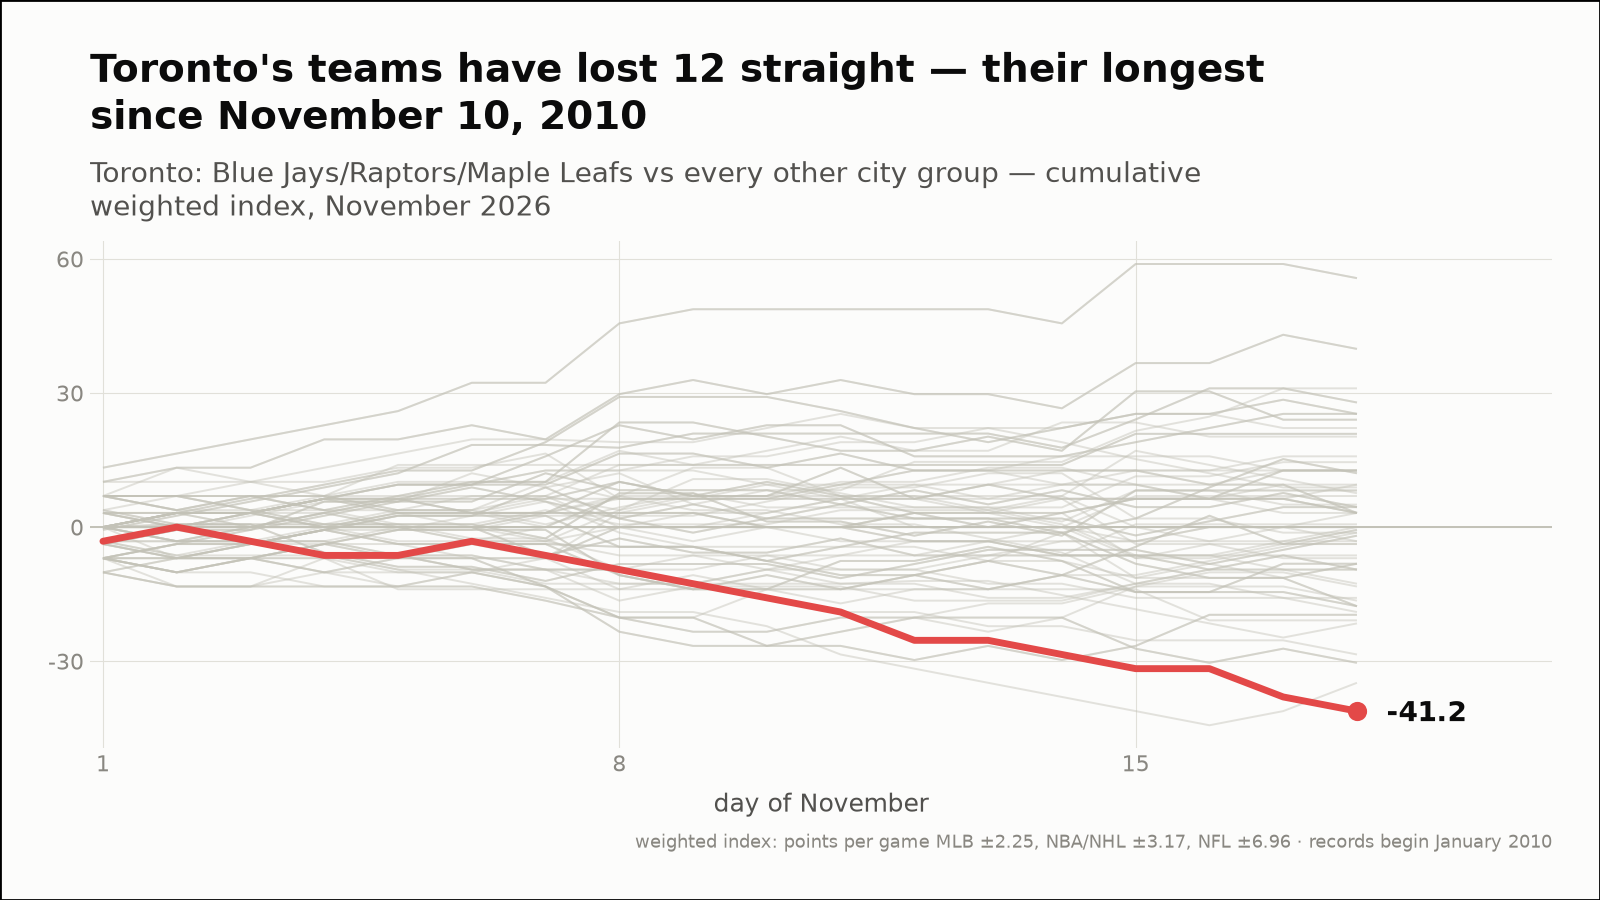 Toronto's teams have lost 12 straight — their longest
since November 10, 2010
Toronto: Blue Jays/Raptors/Maple Leafs vs every other city group — cumulative
weighted index, November 2026
60
30
0
-30
-41.2
1
8
15
day of November
weighted index: points per game MLB ±2.25, NBA/NHL ±3.17, NFL ±6.96 · records begin January 2010